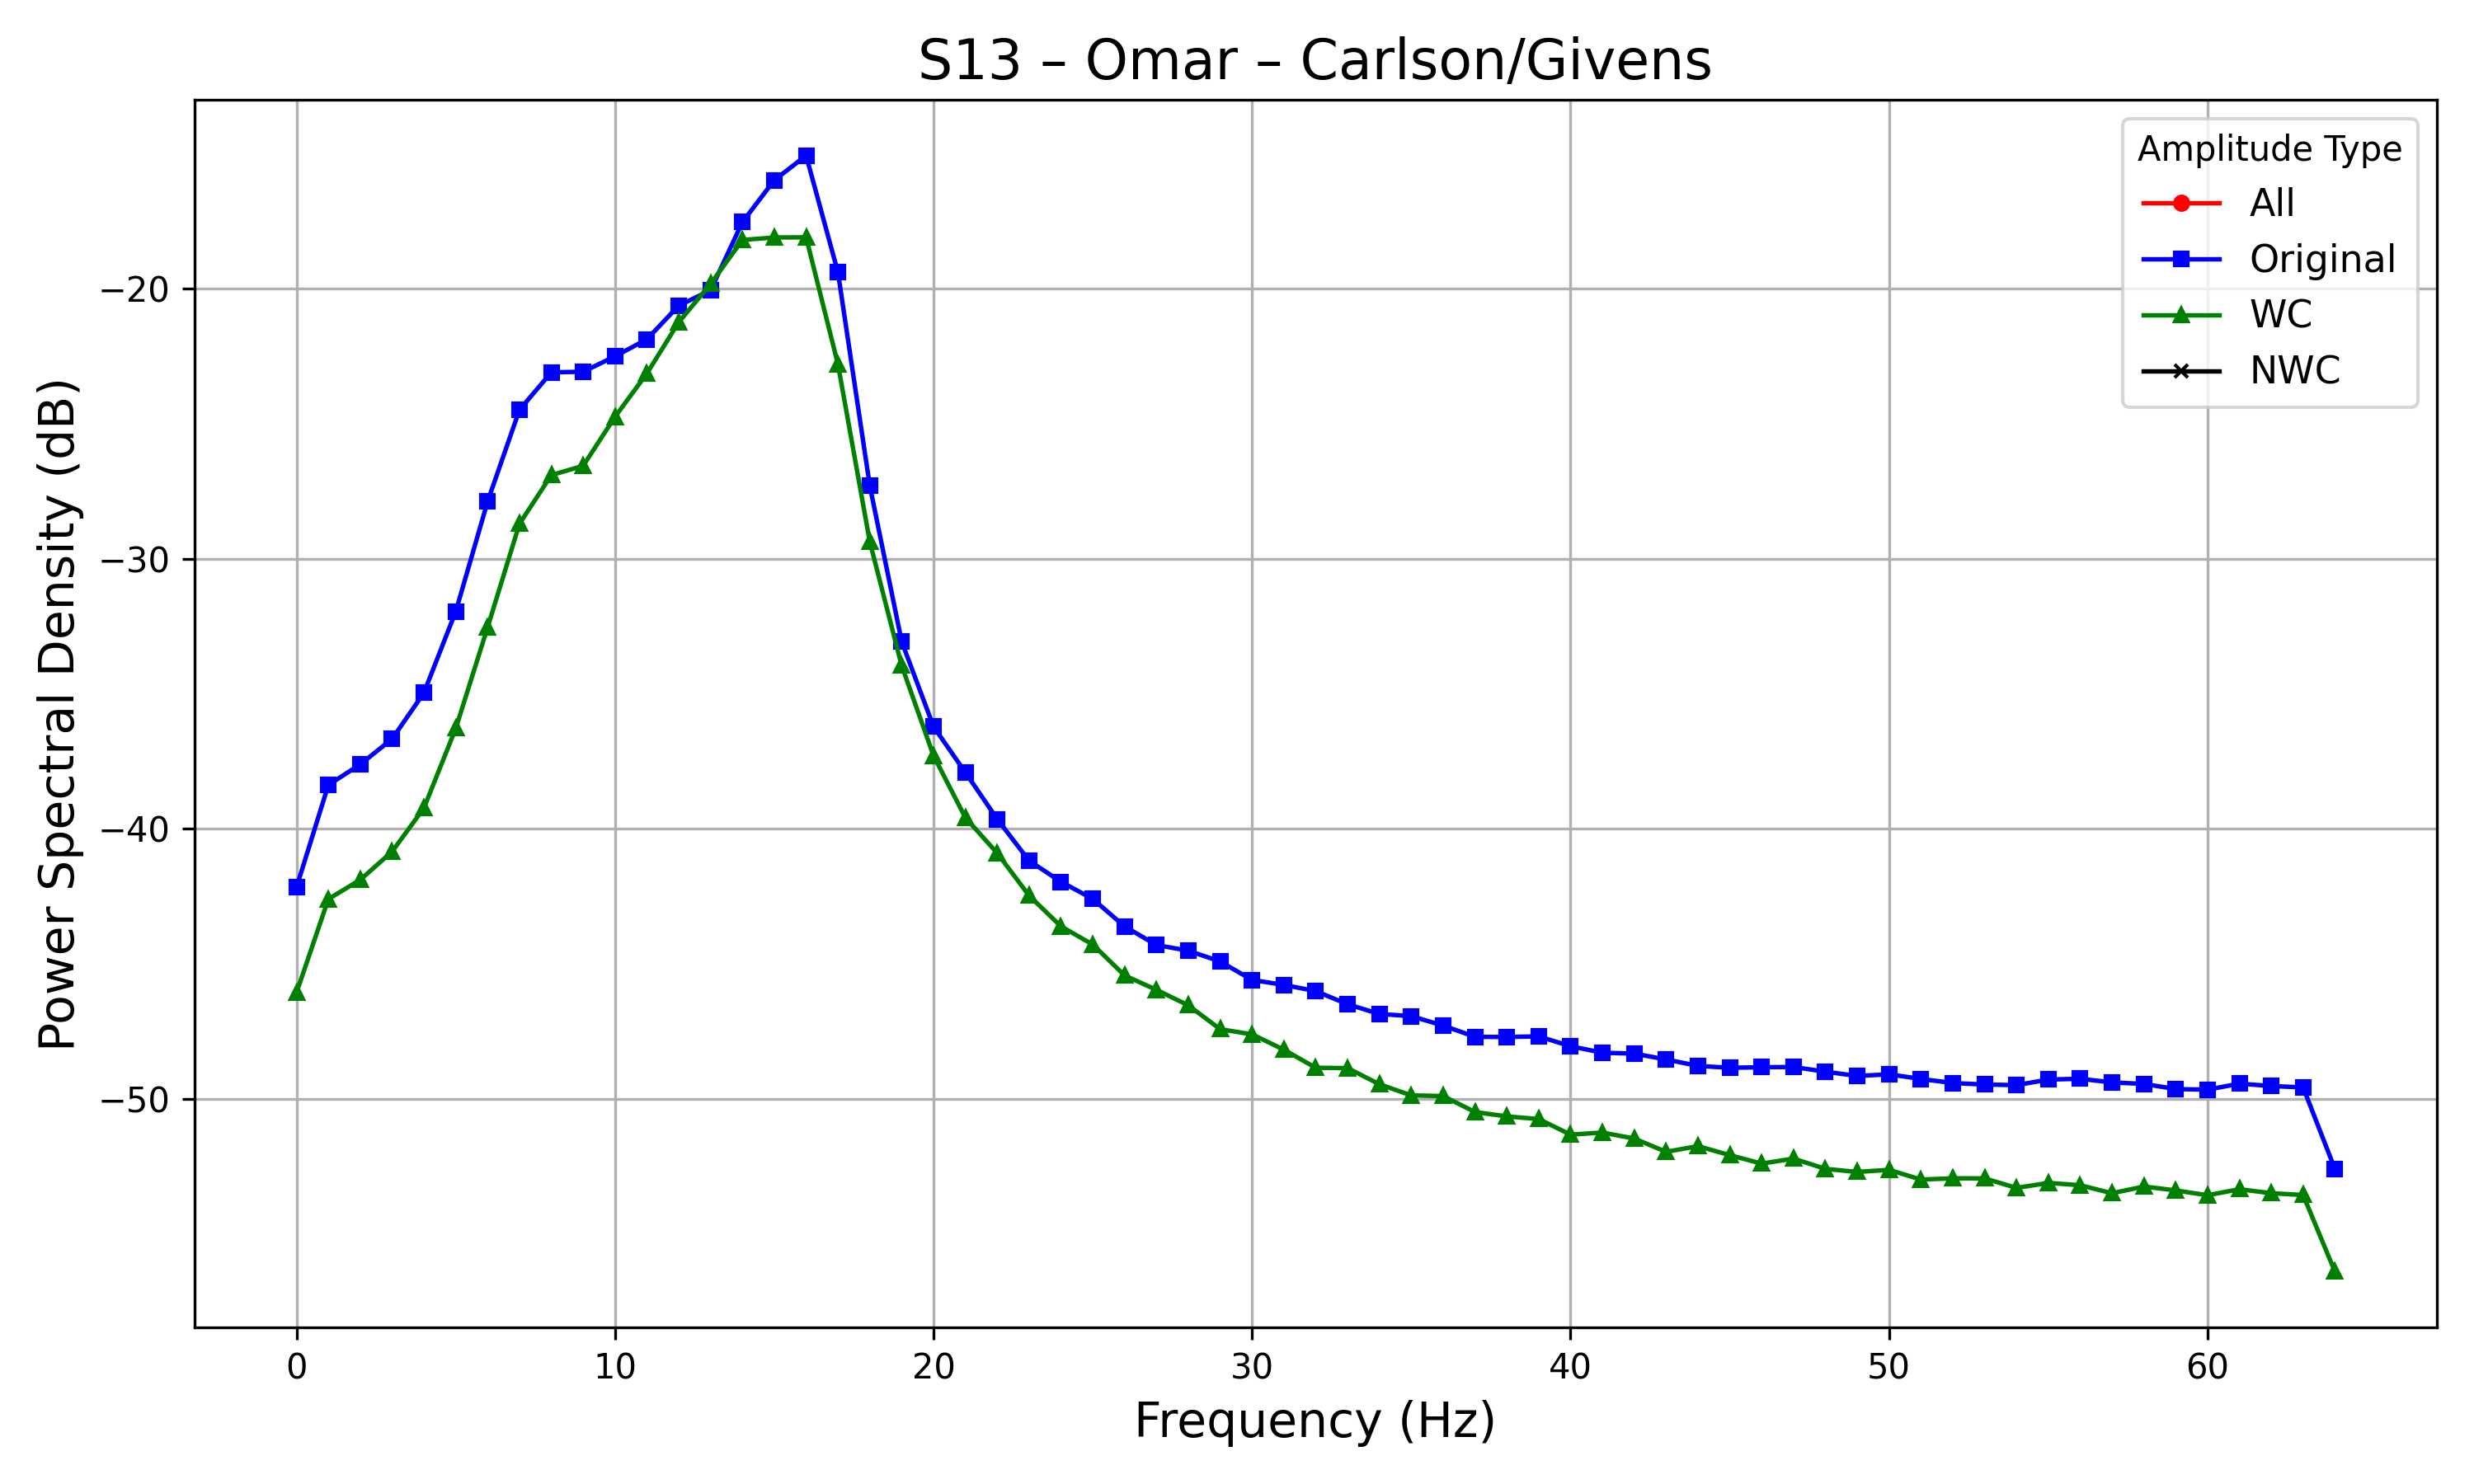 S13 – Omar – Carlson/Givens
Amplitude Type
All
Original
WC
NWC
Power Spectral Density (dB)
−20
−30
−40
−50
0 10 20 30 40 50 60
Frequency (Hz)